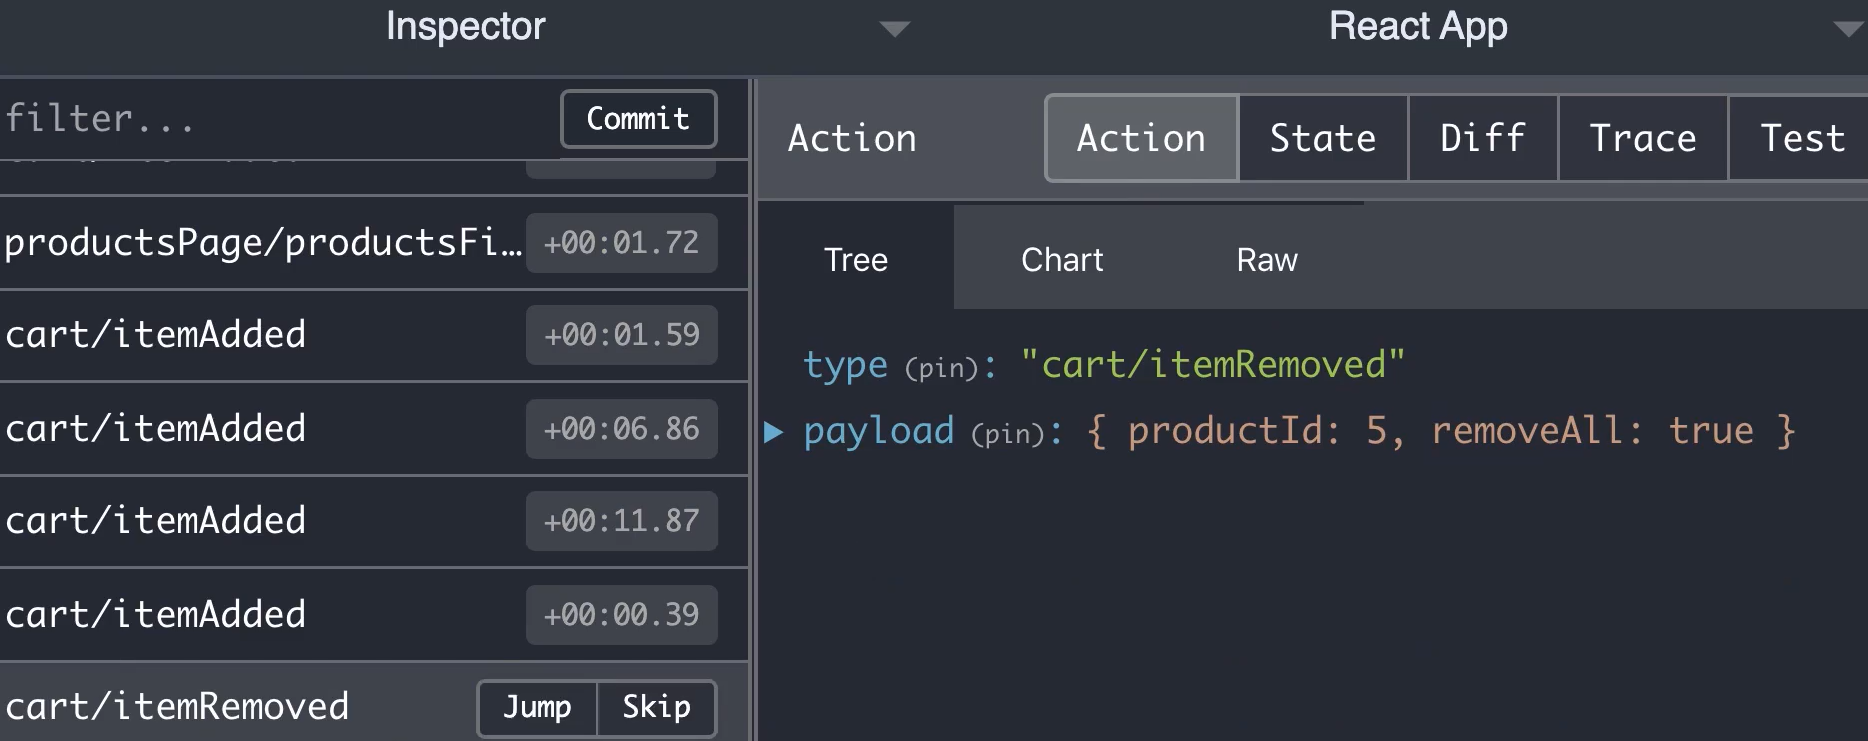 Inspector
React App
filter...
Commit
Action
Action
State
Diff
Trace
Test
productsPage/productsFi…
+00:01.72
Tree
Chart
Raw
cart/itemAdded
+00:01.59
type (pin): "cart/itemRemoved"
cart/itemAdded
+00:06.86
payload (pin): { productId: 5, removeAll: true }
cart/itemAdded
+00:11.87
cart/itemAdded
+00:00.39
cart/itemRemoved
Jump
Skip